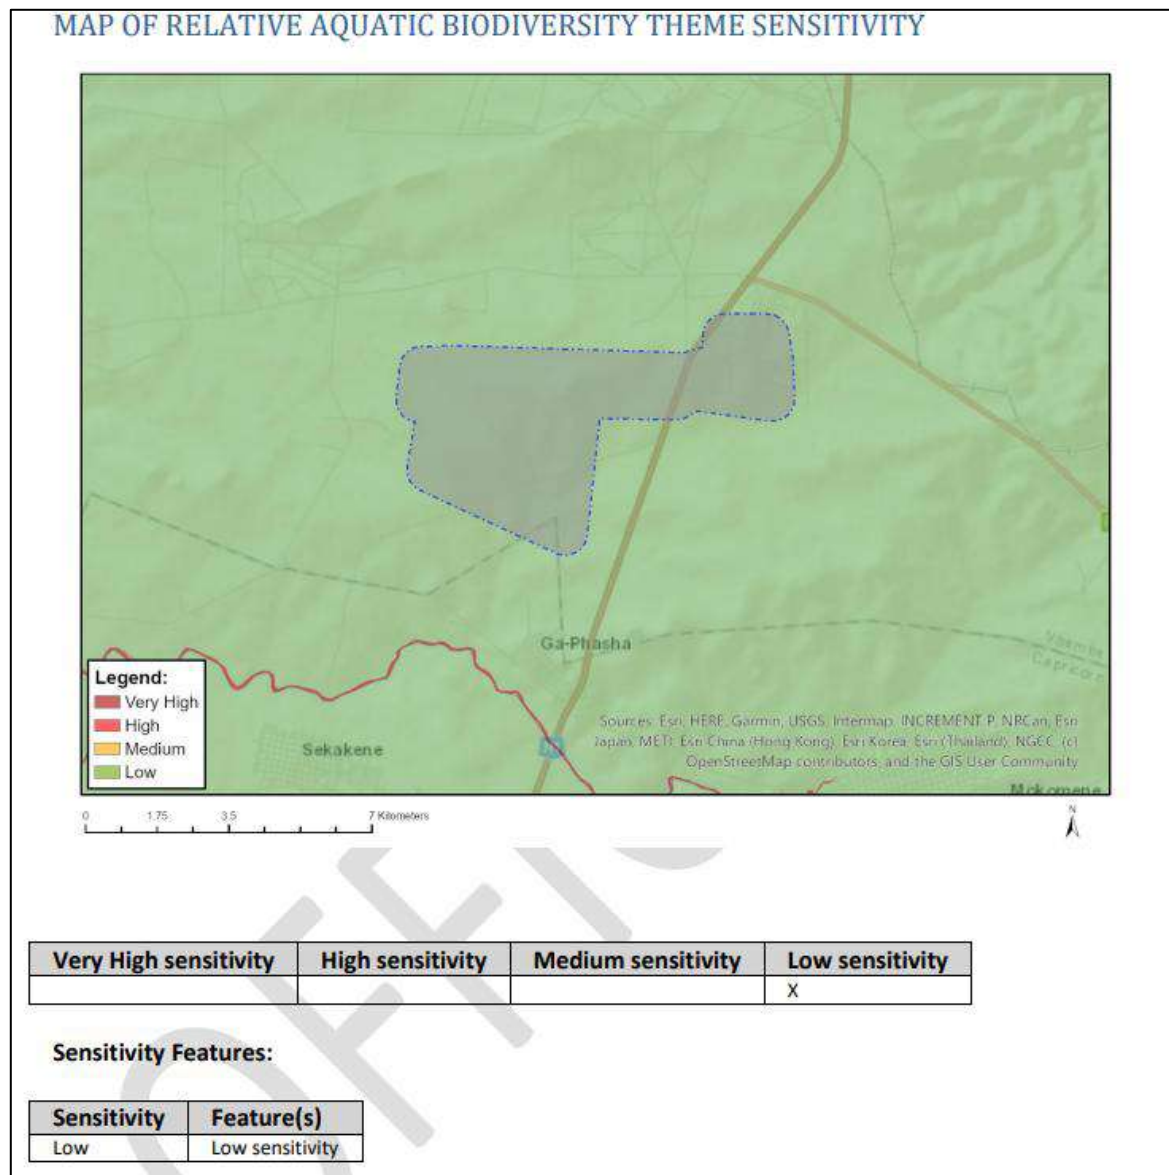 MAP OF RELATIVE AQUATIC BIODIVERSITY THEME SENSITIVITY
Ga-Phasha
Capricorn
Legend:
Very High
High
Medium
Low
Sekakene
Sources: Esri, HERE, Garmin, USGS, Intermap, INCREMENT P, NRCan, Esri
Japan, METI, Esri China (Hong Kong), Esri Korea, Esri (Thailand), NGCC, (c)
OpenStreetMap contributors, and the GIS User Community
Mokomene
0 1.75 3.5 7 Kilometers
N
Very High sensitivity High sensitivity Medium sensitivity Low sensitivity
X
Sensitivity Features:
Sensitivity Feature(s)
Low Low sensitivity